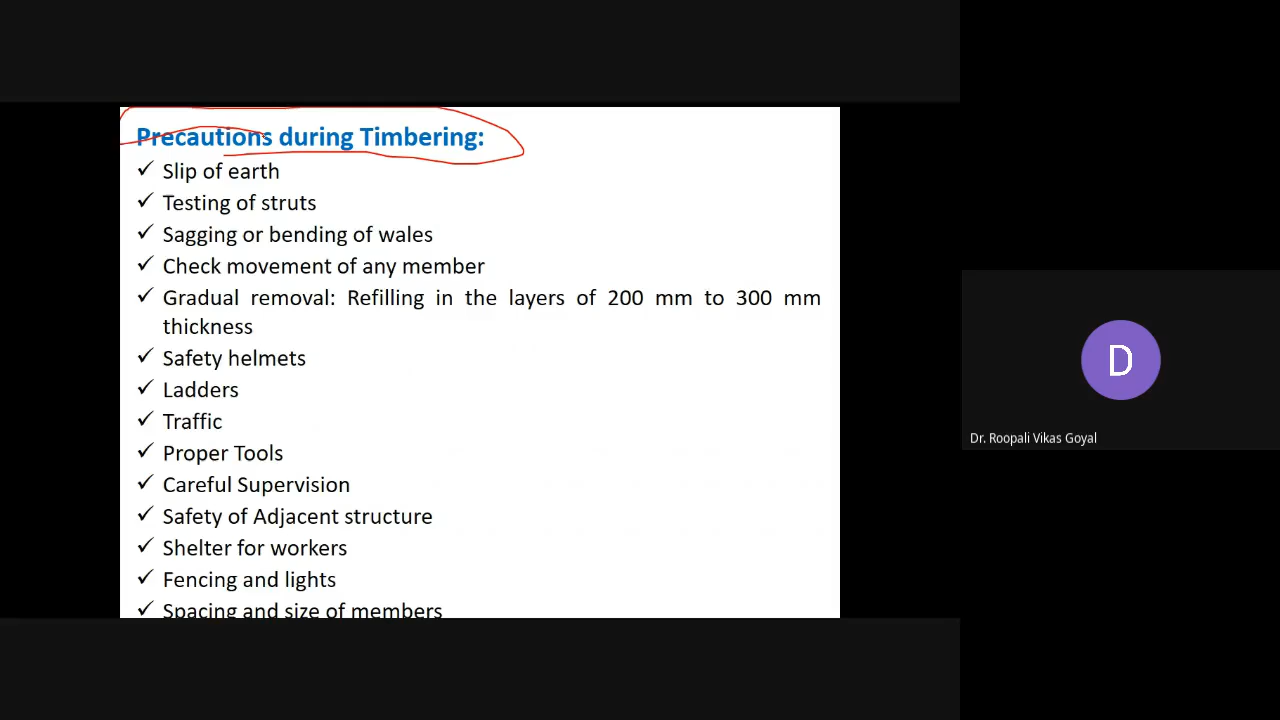 Precautions during Timbering:
✓ Slip of earth
✓ Testing of struts
✓ Sagging or bending of wales
✓ Check movement of any member
✓ Gradual removal: Refilling in the layers of 200 mm to 300 mm
thickness
✓ Safety helmets
✓ Ladders
✓ Traffic
✓ Proper Tools
✓ Careful Supervision
✓ Safety of Adjacent structure
✓ Shelter for workers
✓ Fencing and lights
✓ Spacing and size of members
D
Dr. Roopali Vikas Goyal